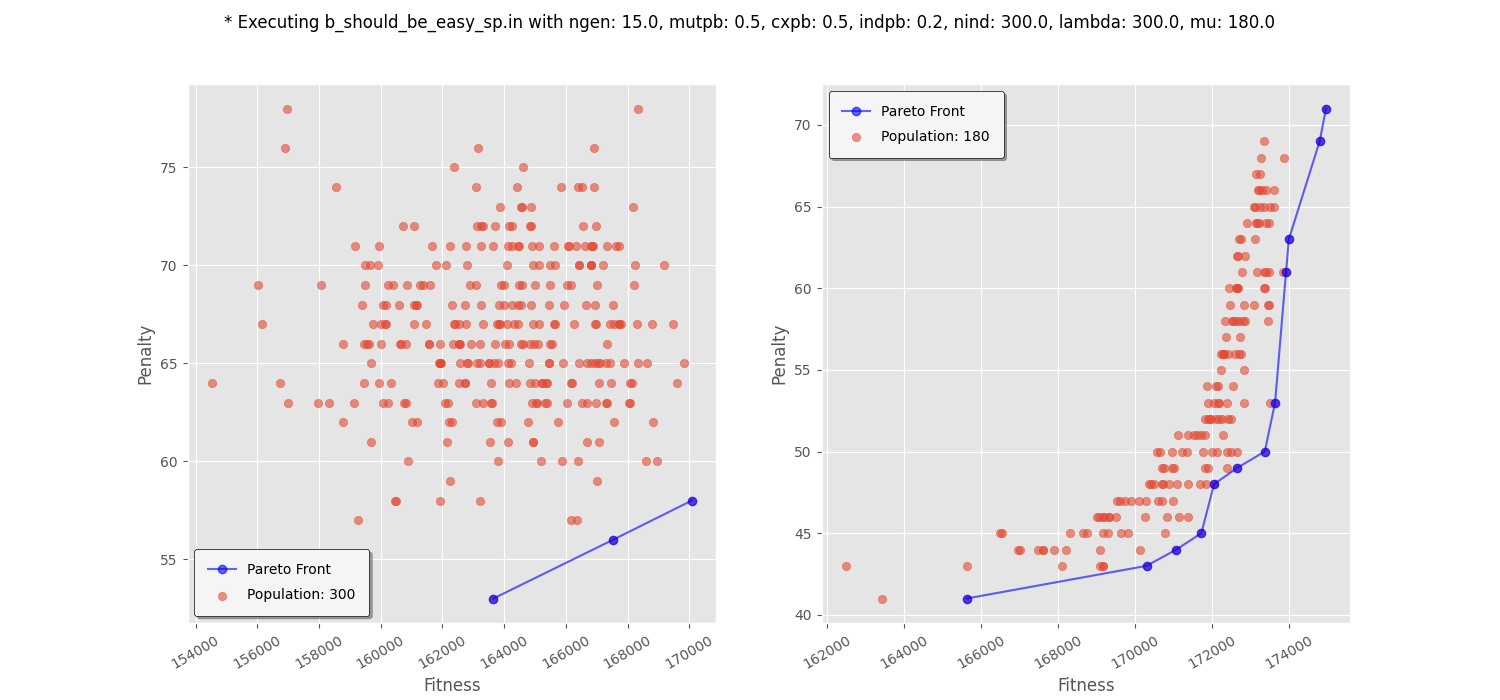 * Executing b_should_be_easy_sp.in with ngen: 15.0, mutpb: 0.5, cxpb: 0.5, indpb: 0.2, nind: 300.0, lambda: 300.0, mu: 180.0
75
70
65
60
55
Penalty
Pareto Front
Population: 300
154000 156000 158000 160000 162000 164000 166000 168000 170000
Fitness
Pareto Front
Population: 180
70
65
60
55
50
45
40
Penalty
162000 164000 166000 168000 170000 172000 174000
Fitness